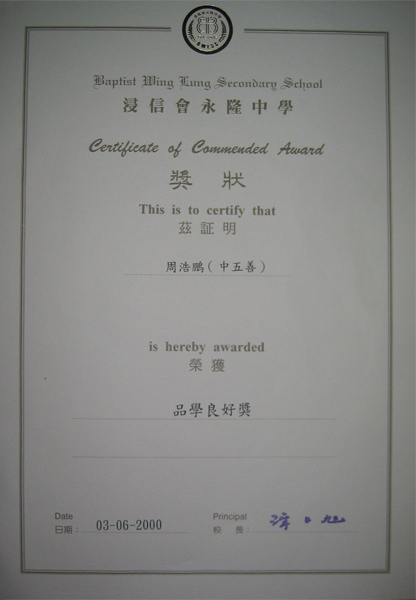 Baptist Wing Lung Secondary School
浸信會永隆中學
Certificate of Commended Award
獎狀
This is to certify that
茲証明
周浩鵬(中五善)
is hereby awarded
榮獲
品學良好獎
Date
日期：
03-06-2000
Principal
校長：